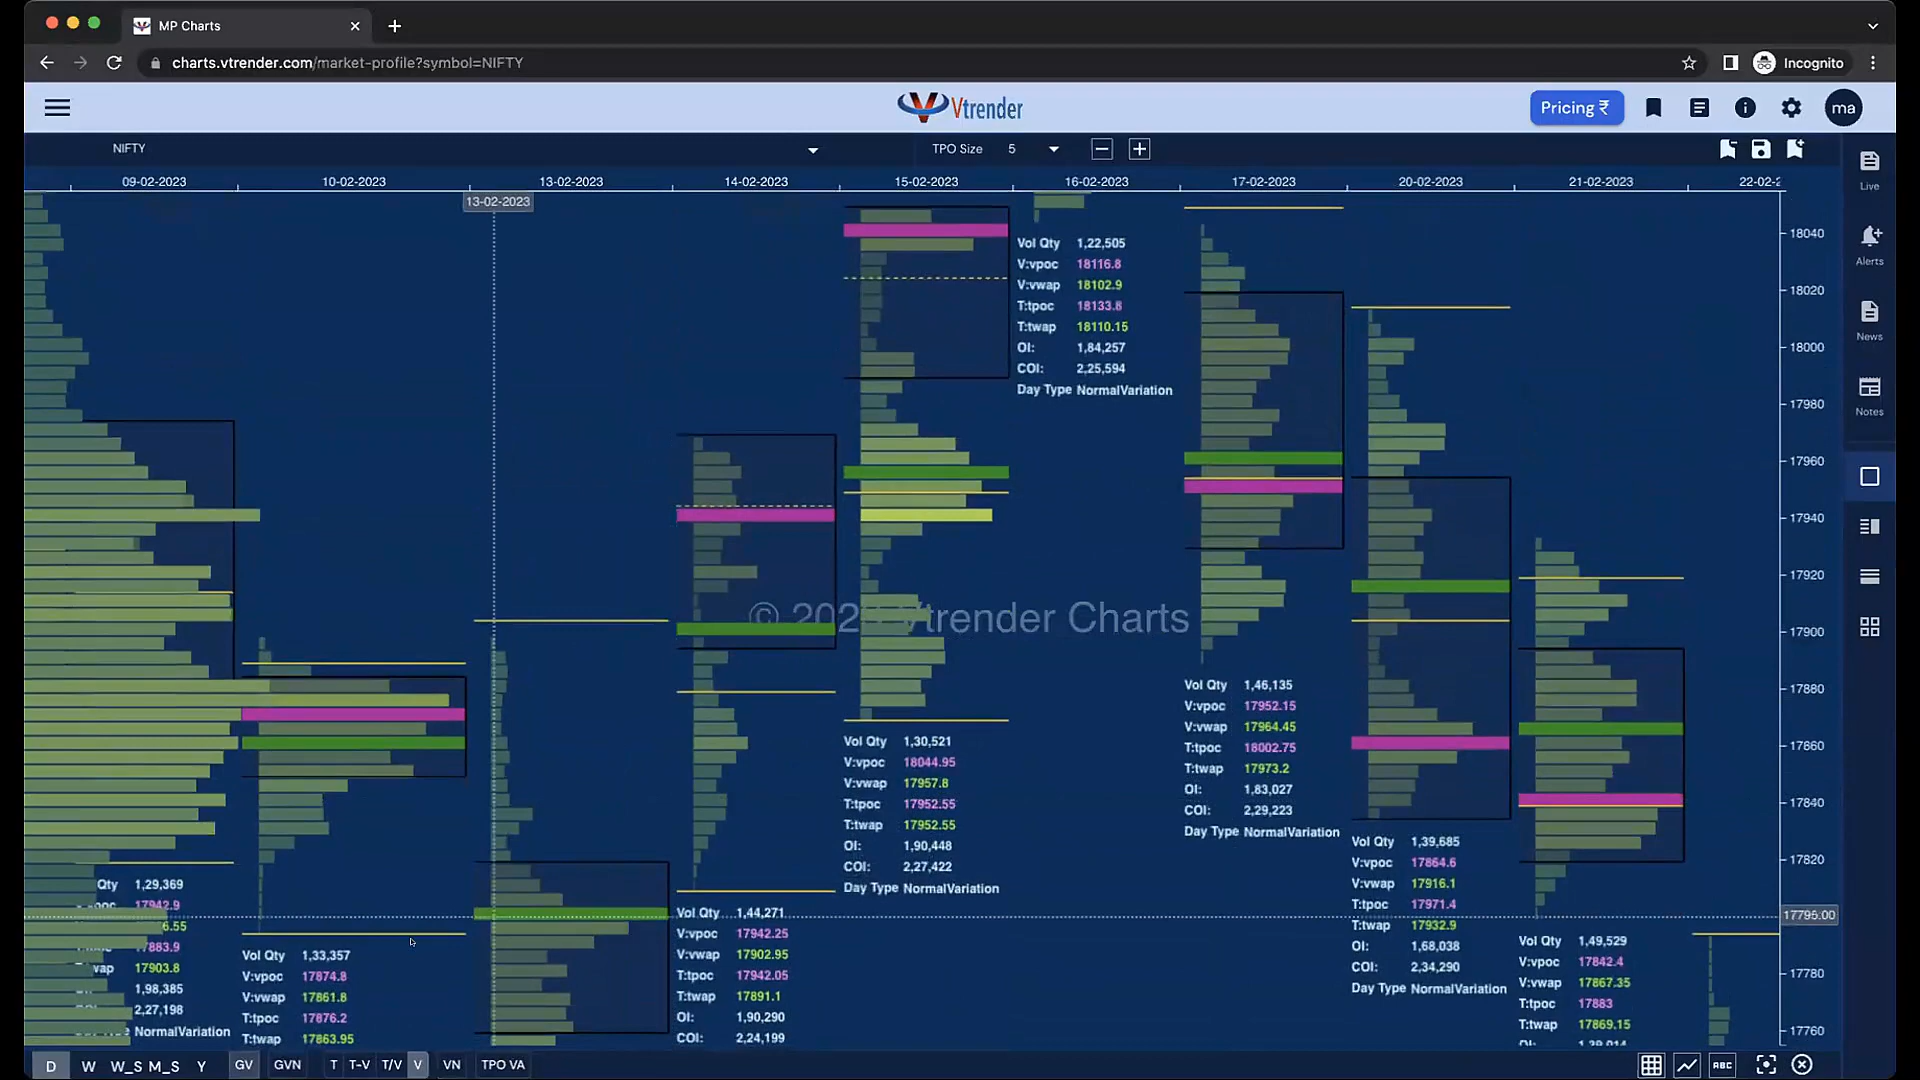 MP Charts
charts.vtrender.com/market-profile?symbol=NIFTY
Incognito
Vtrender
Pricing ₹
ma
NIFTY
TPO Size 5
09-02-2023 10-02-2023 13-02-2023 14-02-2023 15-02-2023 16-02-2023 17-02-2023 20-02-2023 21-02-2023 22-02-2
13-02-2023
Live
Alerts
News
Notes
18040
18020
18000
17980
17960
17940
17920
17900
17880
17860
17840
17820
17795.00
17780
17760
Vtrender Charts
Qty 1,29,369
17942.9
6.55
17883.9
wap 17903.8
1,98,385
2,27,198
NormalVariation
Vol Qty 1,33,357
V:vpoc 17874.8
V:vwap 17861.8
T:tpoc 17876.2
T:twap 17863.95
Vol Qty 1,44,271
V:vpoc 17942.25
V:vwap 17902.95
T:tpoc 17942.05
T:twap 17891.1
OI: 1,90,290
COI: 2,24,199
Vol Qty 1,30,521
V:vpoc 18044.95
V:vwap 17957.8
T:tpoc 17952.55
T:twap 17952.55
OI: 1,90,448
COI: 2,27,422
Day Type NormalVariation
Vol Qty 1,22,505
V:vpoc 18116.8
V:vwap 18102.9
T:tpoc 18133.8
T:twap 18110.15
OI: 1,84,257
COI: 2,25,594
Day Type NormalVariation
Vol Qty 1,46,135
V:vpoc 17952.15
V:vwap 17964.45
T:tpoc 18002.75
T:twap 17973.2
OI: 1,83,027
COI: 2,29,223
Day Type NormalVariation
Vol Qty 1,39,685
V:vpoc 17864.6
V:vwap 17916.1
T:tpoc 17971.4
T:twap 17932.9
OI: 1,68,038
COI: 2,34,290
Day Type NormalVariation
Vol Qty 1,49,529
V:vpoc 17842.4
V:vwap 17867.35
T:tpoc 17883
T:twap 17869.15
D W W_S M_S Y GV GVN T T-V T/V V VN TPO VA
ABC